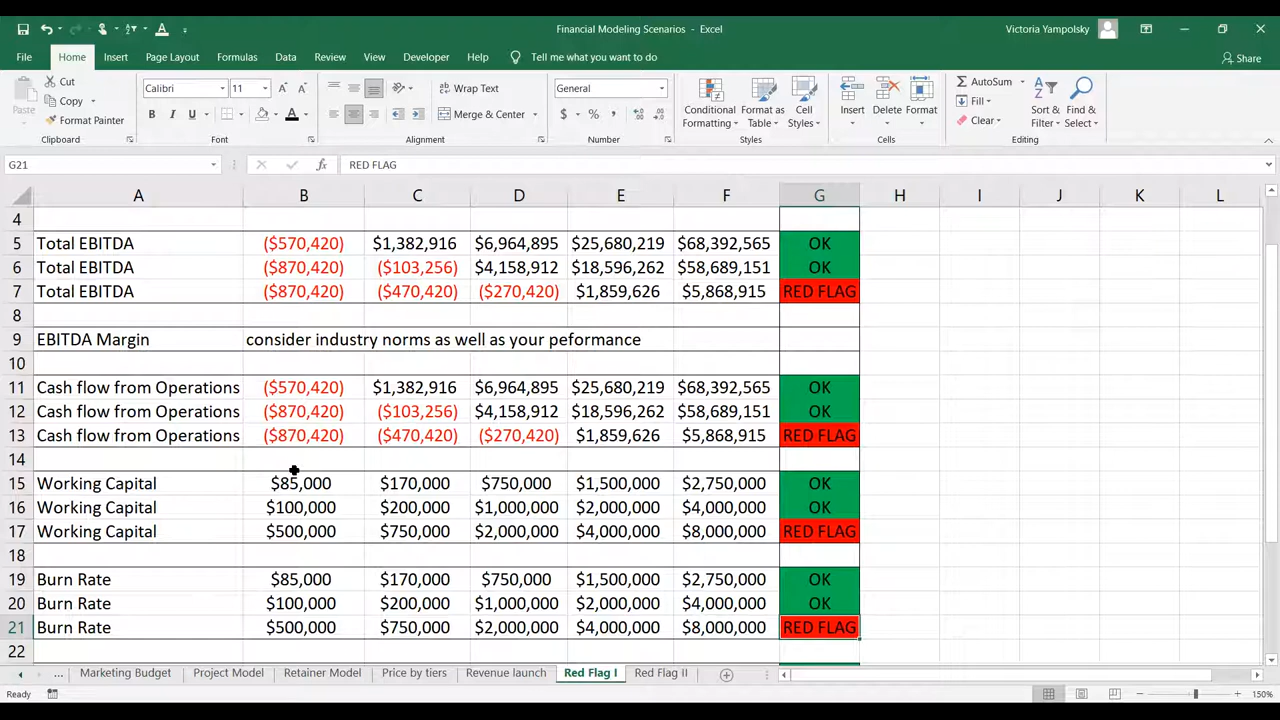 Financial Modeling Scenarios - Excel
Victoria Yampolsky
File Home Insert Page Layout Formulas Data Review View Developer Help Tell me what you want to do Share
Cut
Copy
Format Painter
Paste
Clipboard
Calibri 11
B I U
Font
Wrap Text
Merge & Center
Alignment
General
$ % ,
Number
Conditional Formatting
Format as Table
Cell Styles
Styles
Insert Delete Format
Cells
AutoSum
Fill
Clear
Sort & Filter
Find & Select
Editing
G21 fx RED FLAG
A B C D E F G H I J K L
4
5 Total EBITDA ($570,420) $1,382,916 $6,964,895 $25,680,219 $68,392,565 OK
6 Total EBITDA ($870,420) ($103,256) $4,158,912 $18,596,262 $58,689,151 OK
7 Total EBITDA ($870,420) ($470,420) ($270,420) $1,859,626 $5,868,915 RED FLAG
8
9 EBITDA Margin consider industry norms as well as your peformance
10
11 Cash flow from Operations ($570,420) $1,382,916 $6,964,895 $25,680,219 $68,392,565 OK
12 Cash flow from Operations ($870,420) ($103,256) $4,158,912 $18,596,262 $58,689,151 OK
13 Cash flow from Operations ($870,420) ($470,420) ($270,420) $1,859,626 $5,868,915 RED FLAG
14
15 Working Capital $85,000 $170,000 $750,000 $1,500,000 $2,750,000 OK
16 Working Capital $100,000 $200,000 $1,000,000 $2,000,000 $4,000,000 OK
17 Working Capital $500,000 $750,000 $2,000,000 $4,000,000 $8,000,000 RED FLAG
18
19 Burn Rate $85,000 $170,000 $750,000 $1,500,000 $2,750,000 OK
20 Burn Rate $100,000 $200,000 $1,000,000 $2,000,000 $4,000,000 OK
21 Burn Rate $500,000 $750,000 $2,000,000 $4,000,000 $8,000,000 RED FLAG
22
... Marketing Budget Project Model Retainer Model Price by tiers Revenue launch Red Flag I Red Flag II
Ready 150%